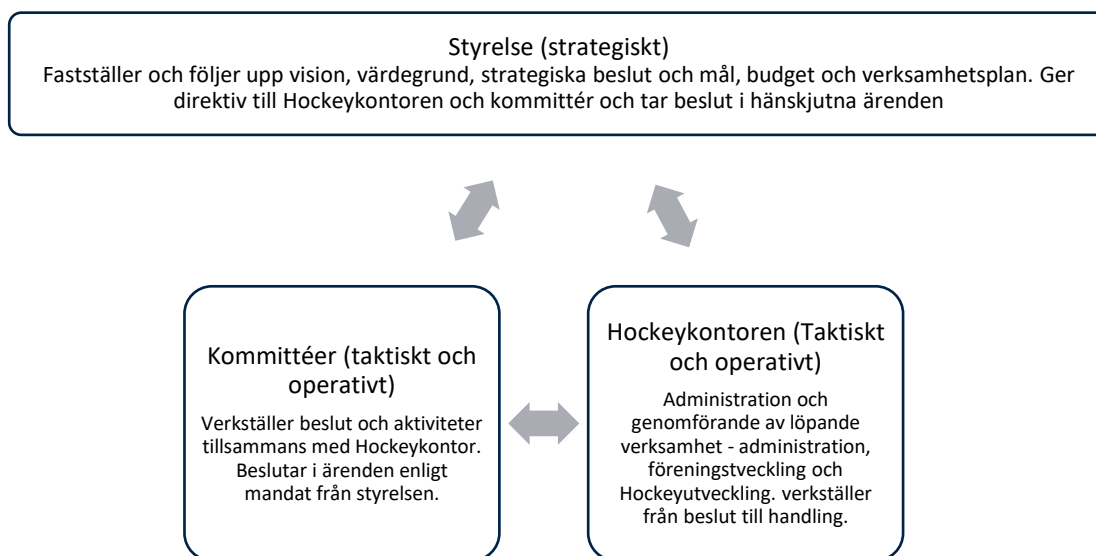 Styrelse (strategiskt)
Fastställer och följer upp vision, värdegrund, strategiska beslut och mål, budget och verksamhetsplan. Ger
direktiv till Hockeykontoren och kommittér och tar beslut i hänskjutna ärenden
Kommittéer (taktiskt och
operativt)
Verkställer beslut och aktiviteter
tillsammans med Hockeykontor.
Beslutar i ärenden enligt
mandat från styrelsen.
Hockeykontoren (Taktiskt
och operativt)
Administration och
genomförande av löpande
verksamhet - administration,
föreningstveckling och
Hockeyutveckling. verkställer
från beslut till handling.